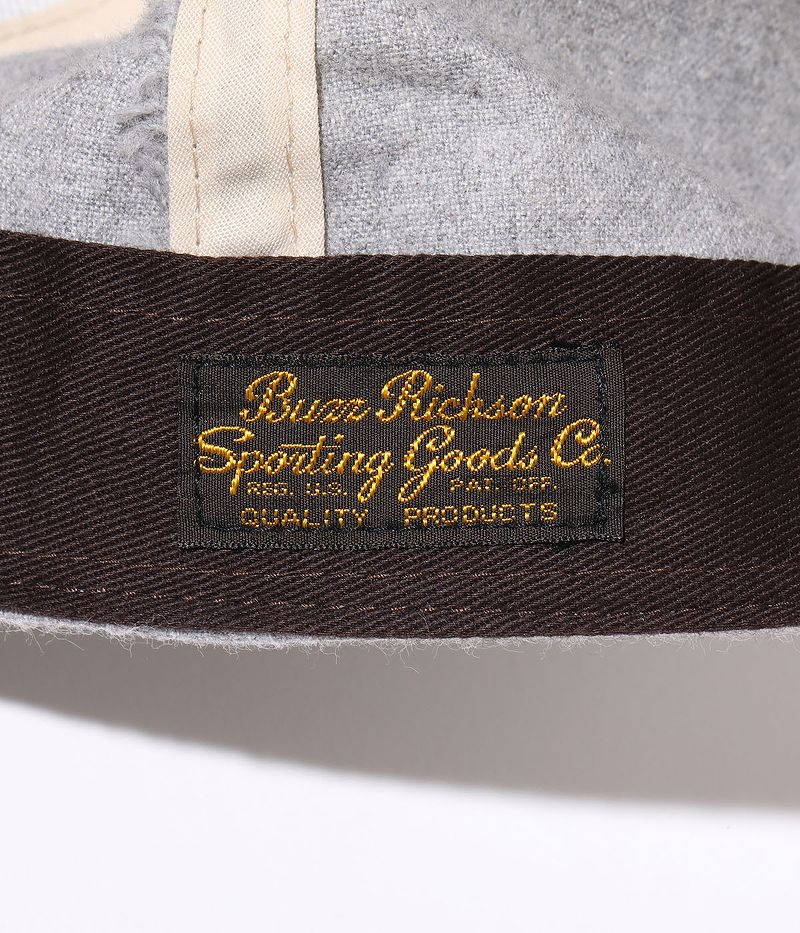 Buzz Rickson
Sporting Goods Co.
REG. U.S. PAT. OFF.
QUALITY PRODUCTS